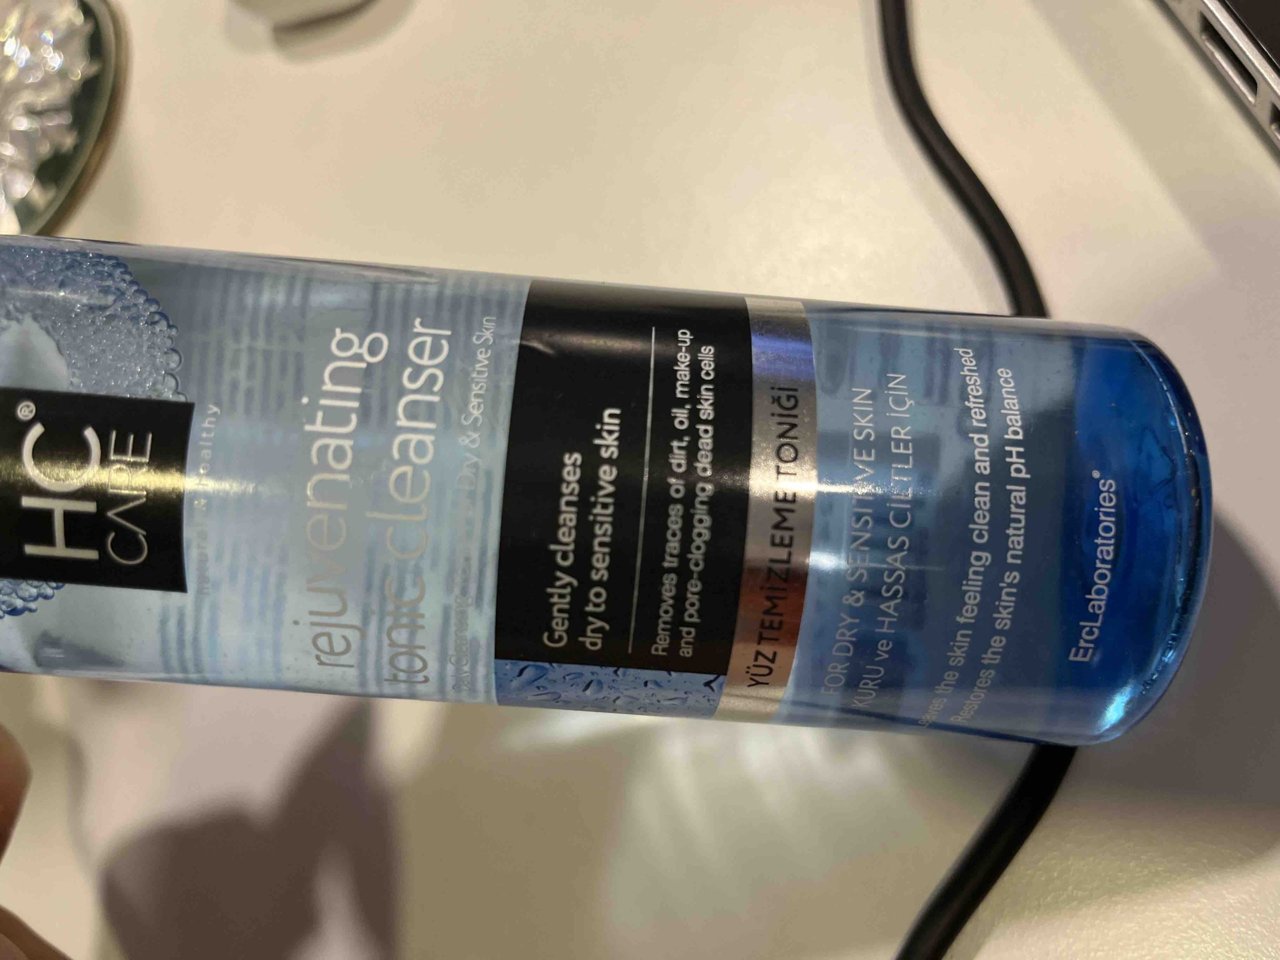 HC®
CARE
& healthy
rejuvenating
tonic cleanser
Dry & Sensitive Skin
Gently cleanses
dry to sensitive skin
Removes traces of dirt, oil, make-up
and pore-clogging dead skin cells
YÜZ TEMİZLEME TONİĞİ
FOR DRY & SENSITIVE SKIN
KURU ve HASSAS CİLTLER İÇİN
Leaves the skin feeling clean and refreshed
Restores the skin's natural pH balance
ErcLaboratories®